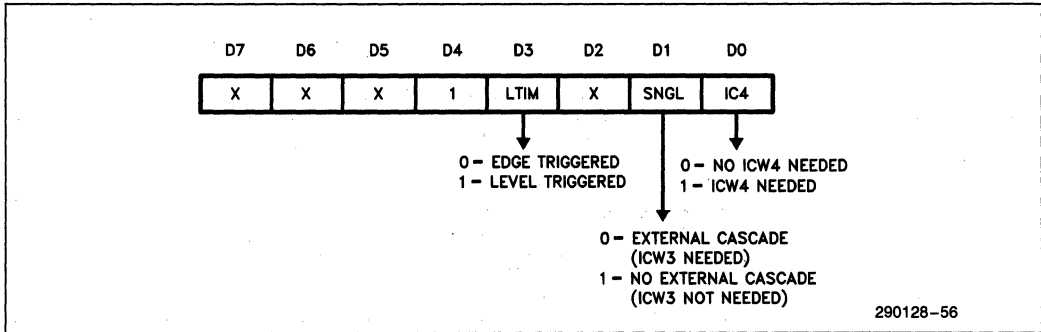 D7 D6 D5 D4 D3 D2 D1 D0
X X X 1 LTIM X SNGL IC4
0 – EDGE TRIGGERED
1 – LEVEL TRIGGERED
0 – NO ICW4 NEEDED
1 – ICW4 NEEDED
0 – EXTERNAL CASCADE
(ICW3 NEEDED)
1 – NO EXTERNAL CASCADE
(ICW3 NOT NEEDED)
290128–56